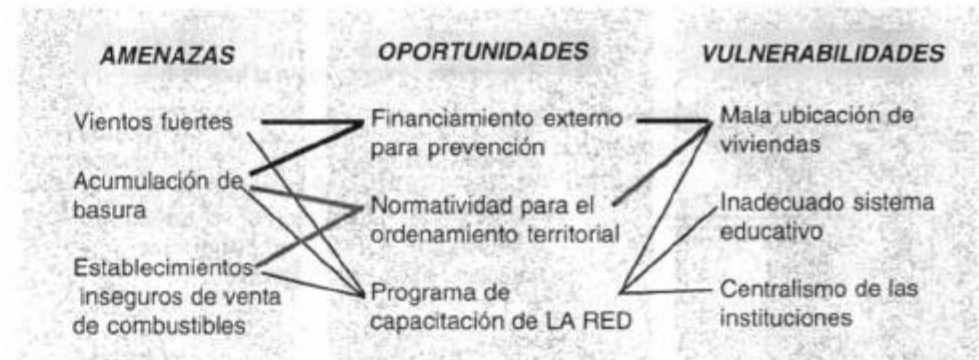 AMENAZAS
OPORTUNIDADES
VULNERABILIDADES
Vientos fuertes
Acumulación de
basura
Establecimientos
inseguros de venta
de combustibles
Financiamiento externo
para prevención
Normatividad para el
ordenamiento territorial
Programa de
capacitación de LA RED
Mala ubicación de
viviendas
Inadecuado sistema
educativo
Centralismo de las
instituciones